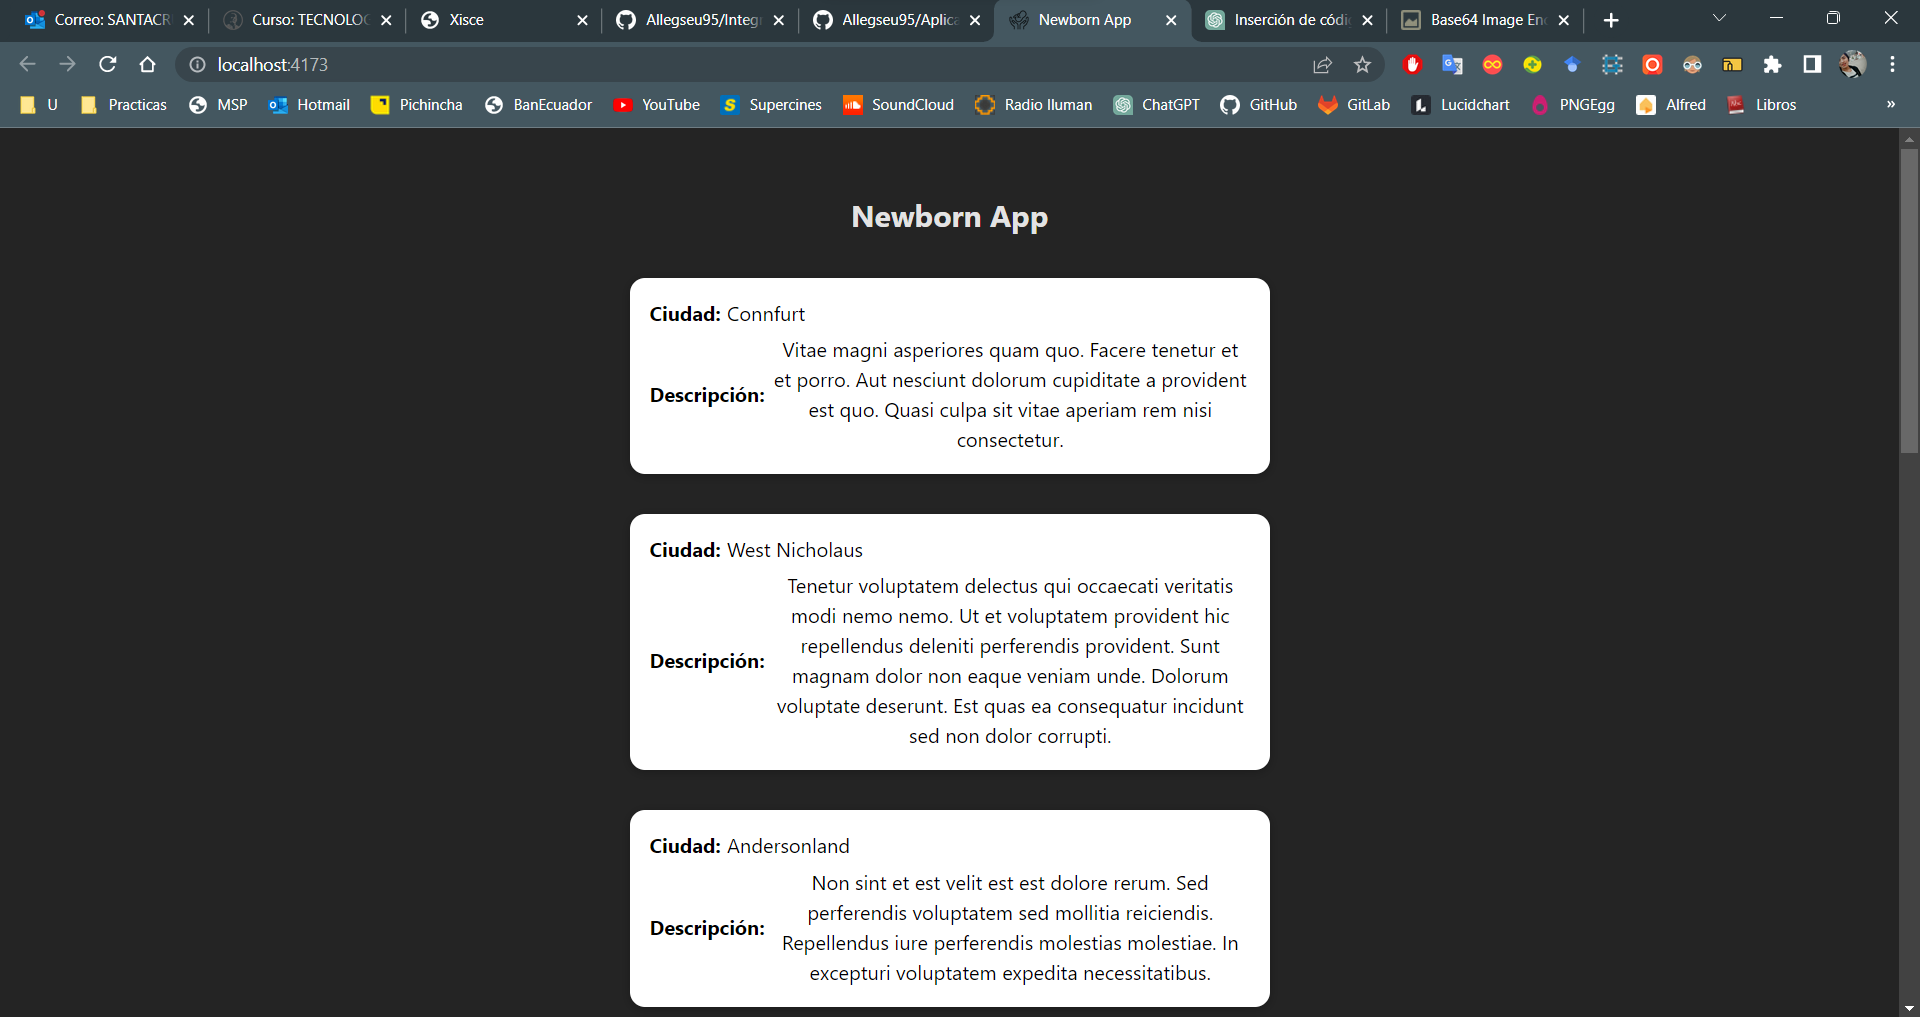 Correo: SANTACR
Curso: TECNOLOG
Xisce
Allegseu95/Integr
Allegseu95/Aplica
Newborn App
Inserción de códi
Base64 Image En
localhost:4173
U
Practicas
MSP
Hotmail
Pichincha
BanEcuador
YouTube
Supercines
SoundCloud
Radio Iluman
ChatGPT
GitHub
GitLab
Lucidchart
PNGEgg
Alfred
Libros
»
Newborn App
Ciudad: Connfurt
Descripción:
Vitae magni asperiores quam quo. Facere tenetur et
et porro. Aut nesciunt dolorum cupiditate a provident
est quo. Quasi culpa sit vitae aperiam rem nisi
consectetur.
Ciudad: West Nicholaus
Descripción:
Tenetur voluptatem delectus qui occaecati veritatis
modi nemo nemo. Ut et voluptatem provident hic
repellendus deleniti perferendis provident. Sunt
magnam dolor non eaque veniam unde. Dolorum
voluptate deserunt. Est quas ea consequatur incidunt
sed non dolor corrupti.
Ciudad: Andersonland
Descripción:
Non sint et est velit est est dolore rerum. Sed
perferendis voluptatem sed mollitia reiciendis.
Repellendus iure perferendis molestias molestiae. In
excepturi voluptatem expedita necessitatibus.